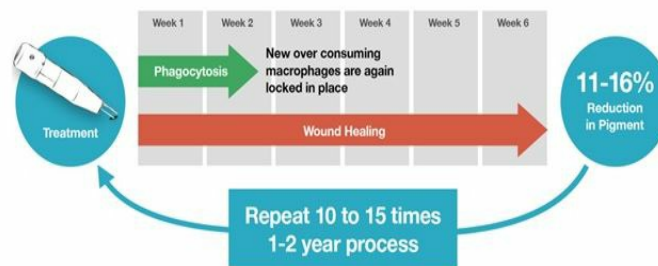 Week 1
Week 2
Week 3
Week 4
Week 5
Week 6
Treatment
Phagocytosis
New over consuming
macrophages are again
locked in place
Wound Healing
11-16%
Reduction
in Pigment
Repeat 10 to 15 times
1-2 year process